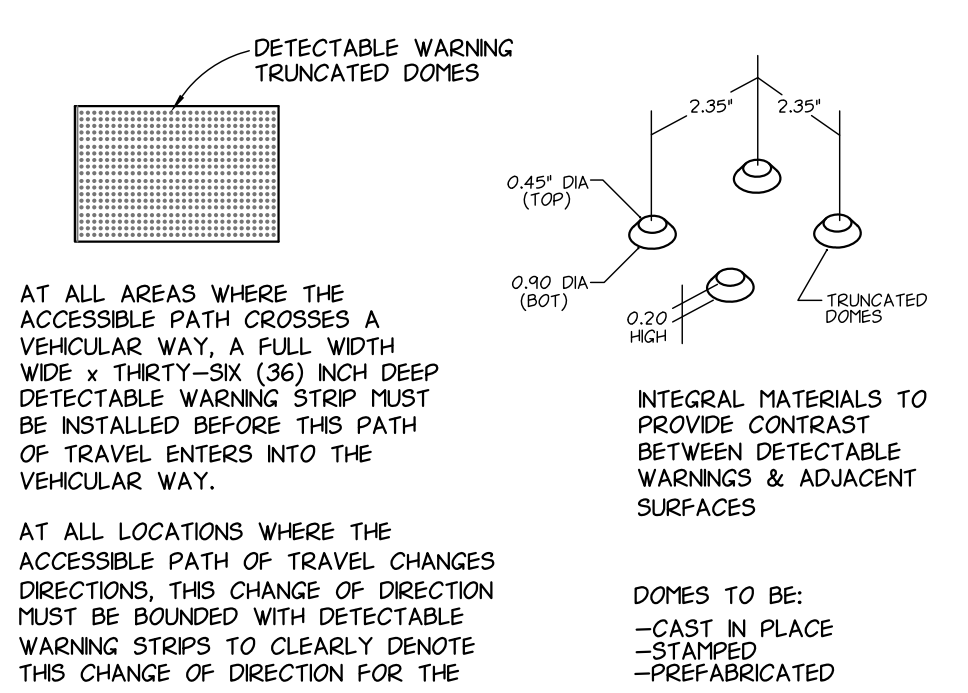 DETECTABLE WARNING
TRUNCATED DOMES
2.35"
2.35"
0.45" DIA
(TOP)
0.90 DIA
(BOT)
0.20
HIGH
TRUNCATED
DOMES
AT ALL AREAS WHERE THE
ACCESSIBLE PATH CROSSES A
VEHICULAR WAY, A FULL WIDTH
WIDE x THIRTY-SIX (36) INCH DEEP
DETECTABLE WARNING STRIP MUST
BE INSTALLED BEFORE THIS PATH
OF TRAVEL ENTERS INTO THE
VEHICULAR WAY.
AT ALL LOCATIONS WHERE THE
ACCESSIBLE PATH OF TRAVEL CHANGES
DIRECTIONS, THIS CHANGE OF DIRECTION
MUST BE BOUNDED WITH DETECTABLE
WARNING STRIPS TO CLEARLY DENOTE
THIS CHANGE OF DIRECTION FOR THE
INTEGRAL MATERIALS TO
PROVIDE CONTRAST
BETWEEN DETECTABLE
WARNINGS & ADJACENT
SURFACES
DOMES TO BE:
-CAST IN PLACE
-STAMPED
-PREFABRICATED